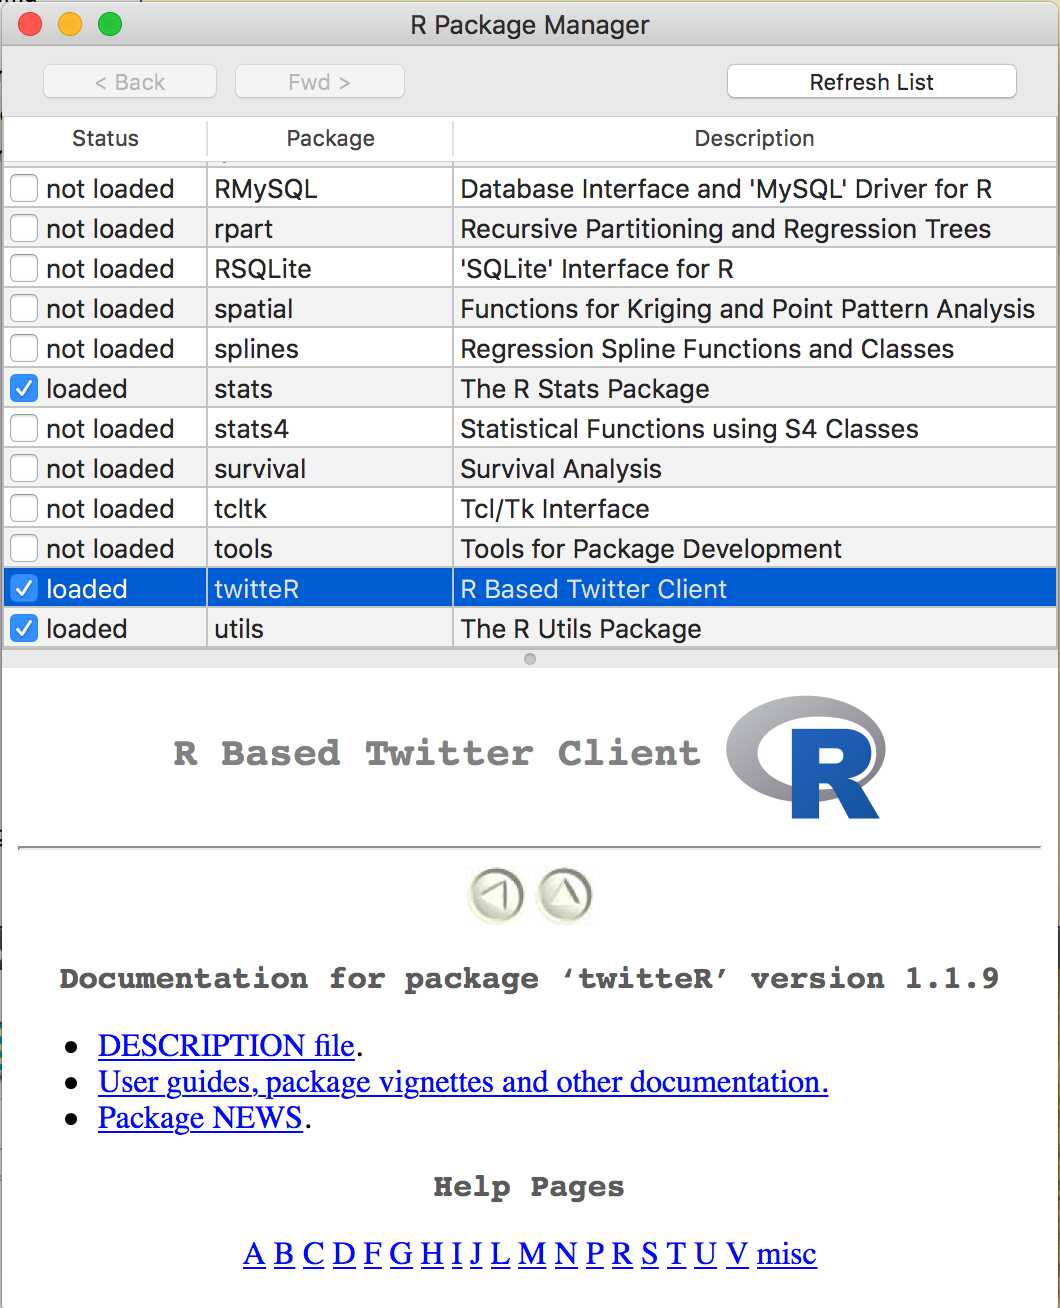 R Package Manager
< Back Fwd > Refresh List
Status Package Description
not loaded RMySQL Database Interface and 'MySQL' Driver for R
not loaded rpart Recursive Partitioning and Regression Trees
not loaded RSQLite 'SQLite' Interface for R
not loaded spatial Functions for Kriging and Point Pattern Analysis
not loaded splines Regression Spline Functions and Classes
loaded stats The R Stats Package
not loaded stats4 Statistical Functions using S4 Classes
not loaded survival Survival Analysis
not loaded tcltk Tcl/Tk Interface
not loaded tools Tools for Package Development
loaded twitteR R Based Twitter Client
loaded utils The R Utils Package
R Based Twitter Client R
Documentation for package ‘twitteR’ version 1.1.9
• DESCRIPTION file.
• User guides, package vignettes and other documentation.
• Package NEWS.
Help Pages
A B C D F G H I J L M N P R S T U V misc